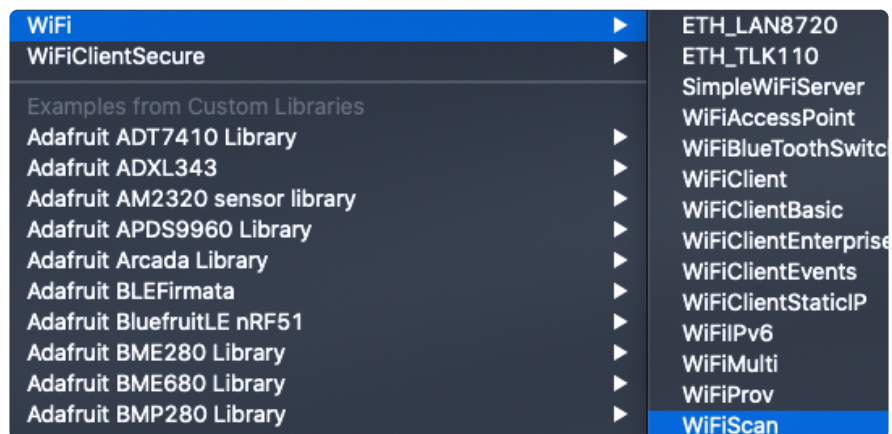 WiFi
WiFiClientSecure
Examples from Custom Libraries
Adafruit ADT7410 Library
Adafruit ADXL343
Adafruit AM2320 sensor library
Adafruit APDS9960 Library
Adafruit Arcada Library
Adafruit BLEFirmata
Adafruit BluefruitLE nRF51
Adafruit BME280 Library
Adafruit BME680 Library
Adafruit BMP280 Library
ETH_LAN8720
ETH_TLK110
SimpleWiFiServer
WiFiAccessPoint
WiFiBlueToothSwitc
WiFiClient
WiFiClientBasic
WiFiClientEnterprise
WiFiClientEvents
WiFiClientStaticIP
WiFiIPv6
WiFiMulti
WiFiProv
WiFiScan